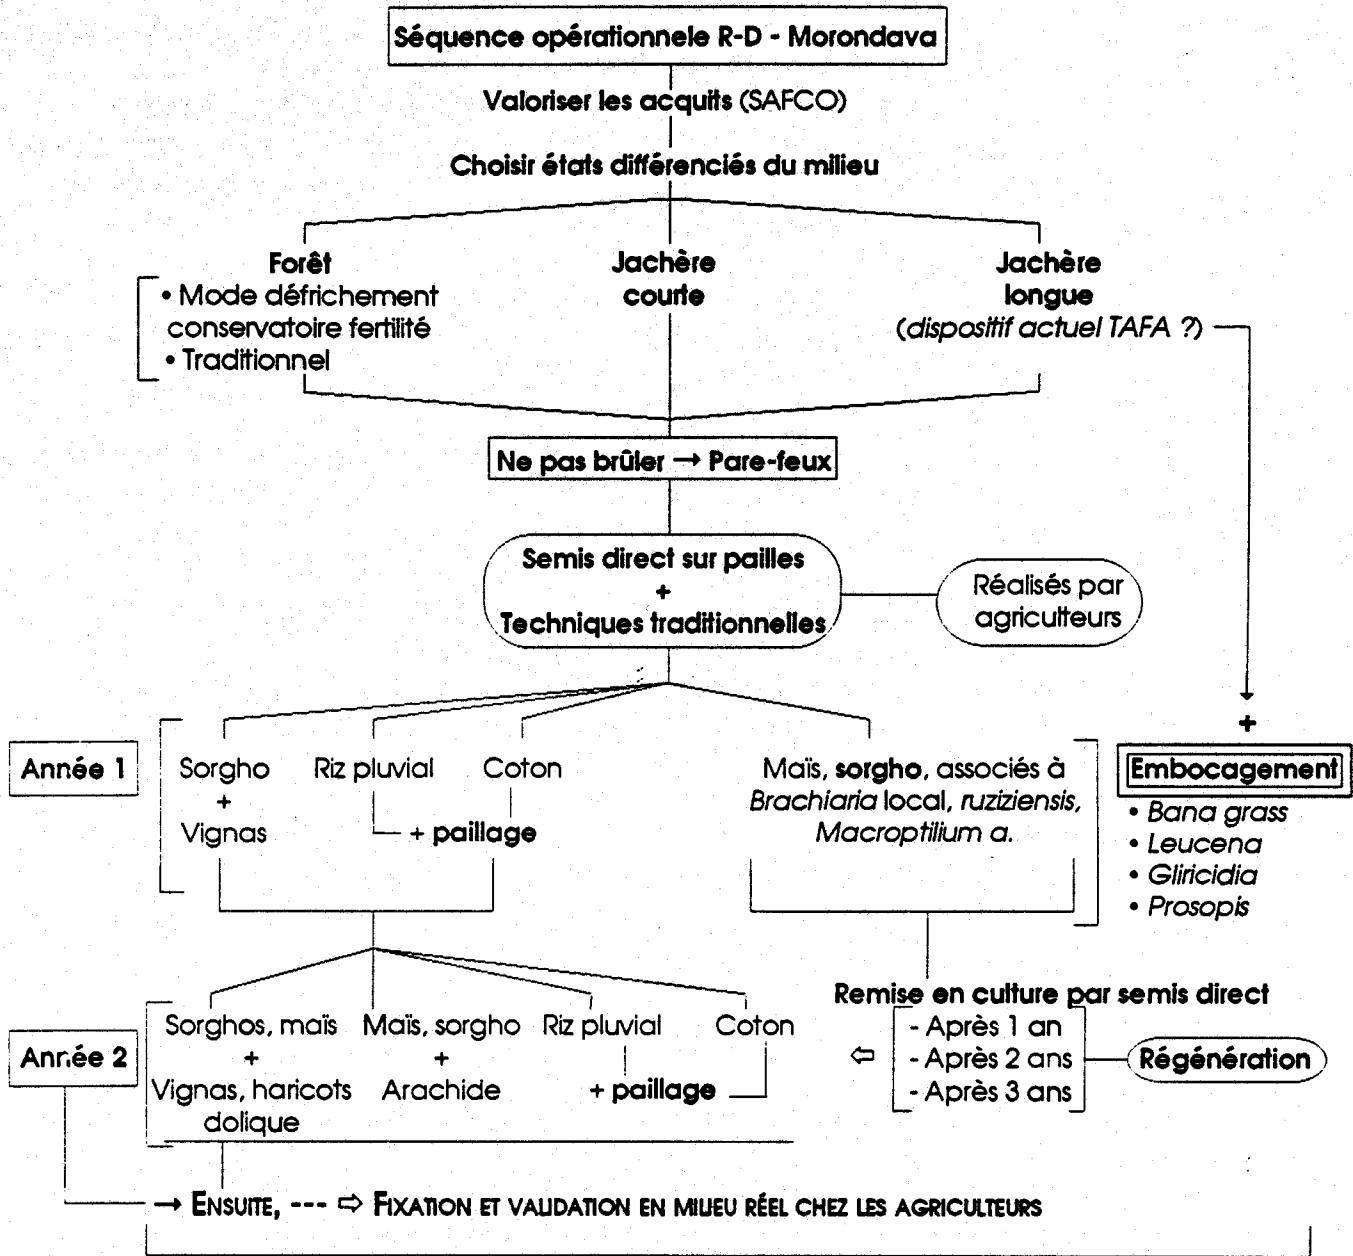 Séquence opérationnele R-D - Morondava
Valoriser les acquits (SAFCO)
Choisir états différenciés du milieu
Forêt
• Mode défrichement
conservatoire fertilité
• Traditionnel
Jachère
courte
Jachère
longue
(dispositif actuel TAFA ?)
Ne pas brûler → Pare-feux
Semis direct sur pailles
+
Techniques traditionnelles
Réalisés par
agriculteurs
Année 1
Sorgho
+
Vignas
Riz pluvial
Coton
+ paillage
Maïs, sorgho, associés à
Brachiaria local, ruziziensis,
Macroptilium a.
+
Embocagement
• Bana grass
• Leucena
• Gliricidia
• Prosopis
Remise en culture par semis direct
- Après 1 an
- Après 2 ans
- Après 3 ans
⇦
Régénération
Année 2
Sorghos, maïs
+
Vignas, haricots
dolique
Maïs, sorgho
+
Arachide
Riz pluvial
Coton
+ paillage
→ ENSUITE, --- ⇨ FIXATION ET VALIDATION EN MILIEU RÉEL CHEZ LES AGRICULTEURS